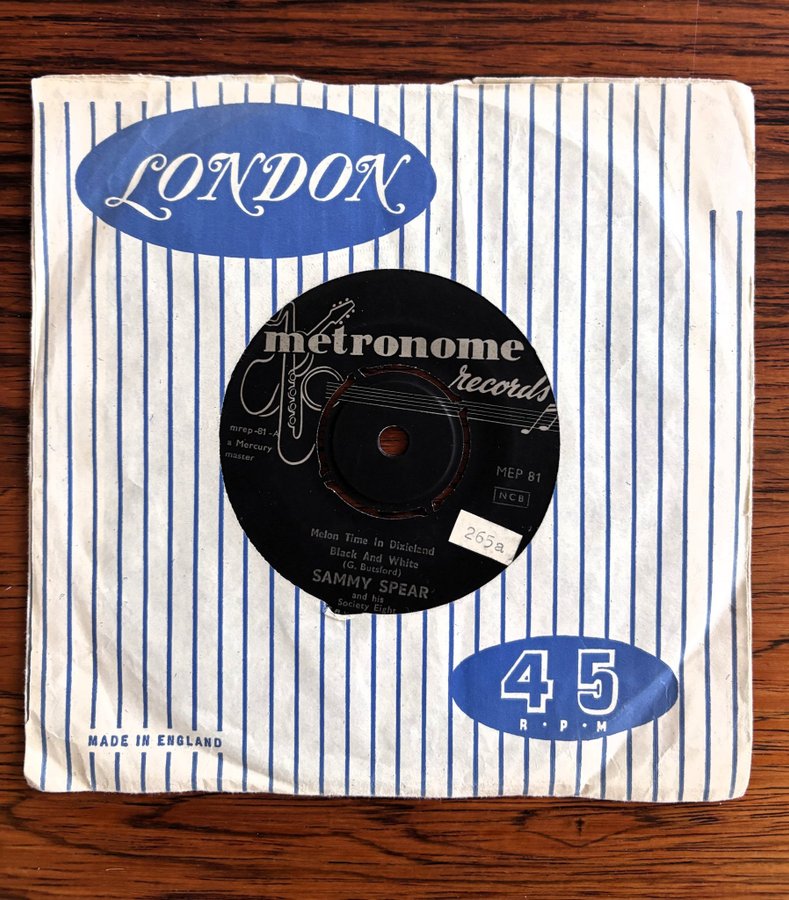 LONDON
metronome
records
mrep-81-A
a Mercury
master
MEP 81
NCB
265a
Melon Time In Dixieland
Black And White
(G. Butsford)
SAMMY SPEAR
and his
Society Eight
45
R·P·M
MADE IN ENGLAND